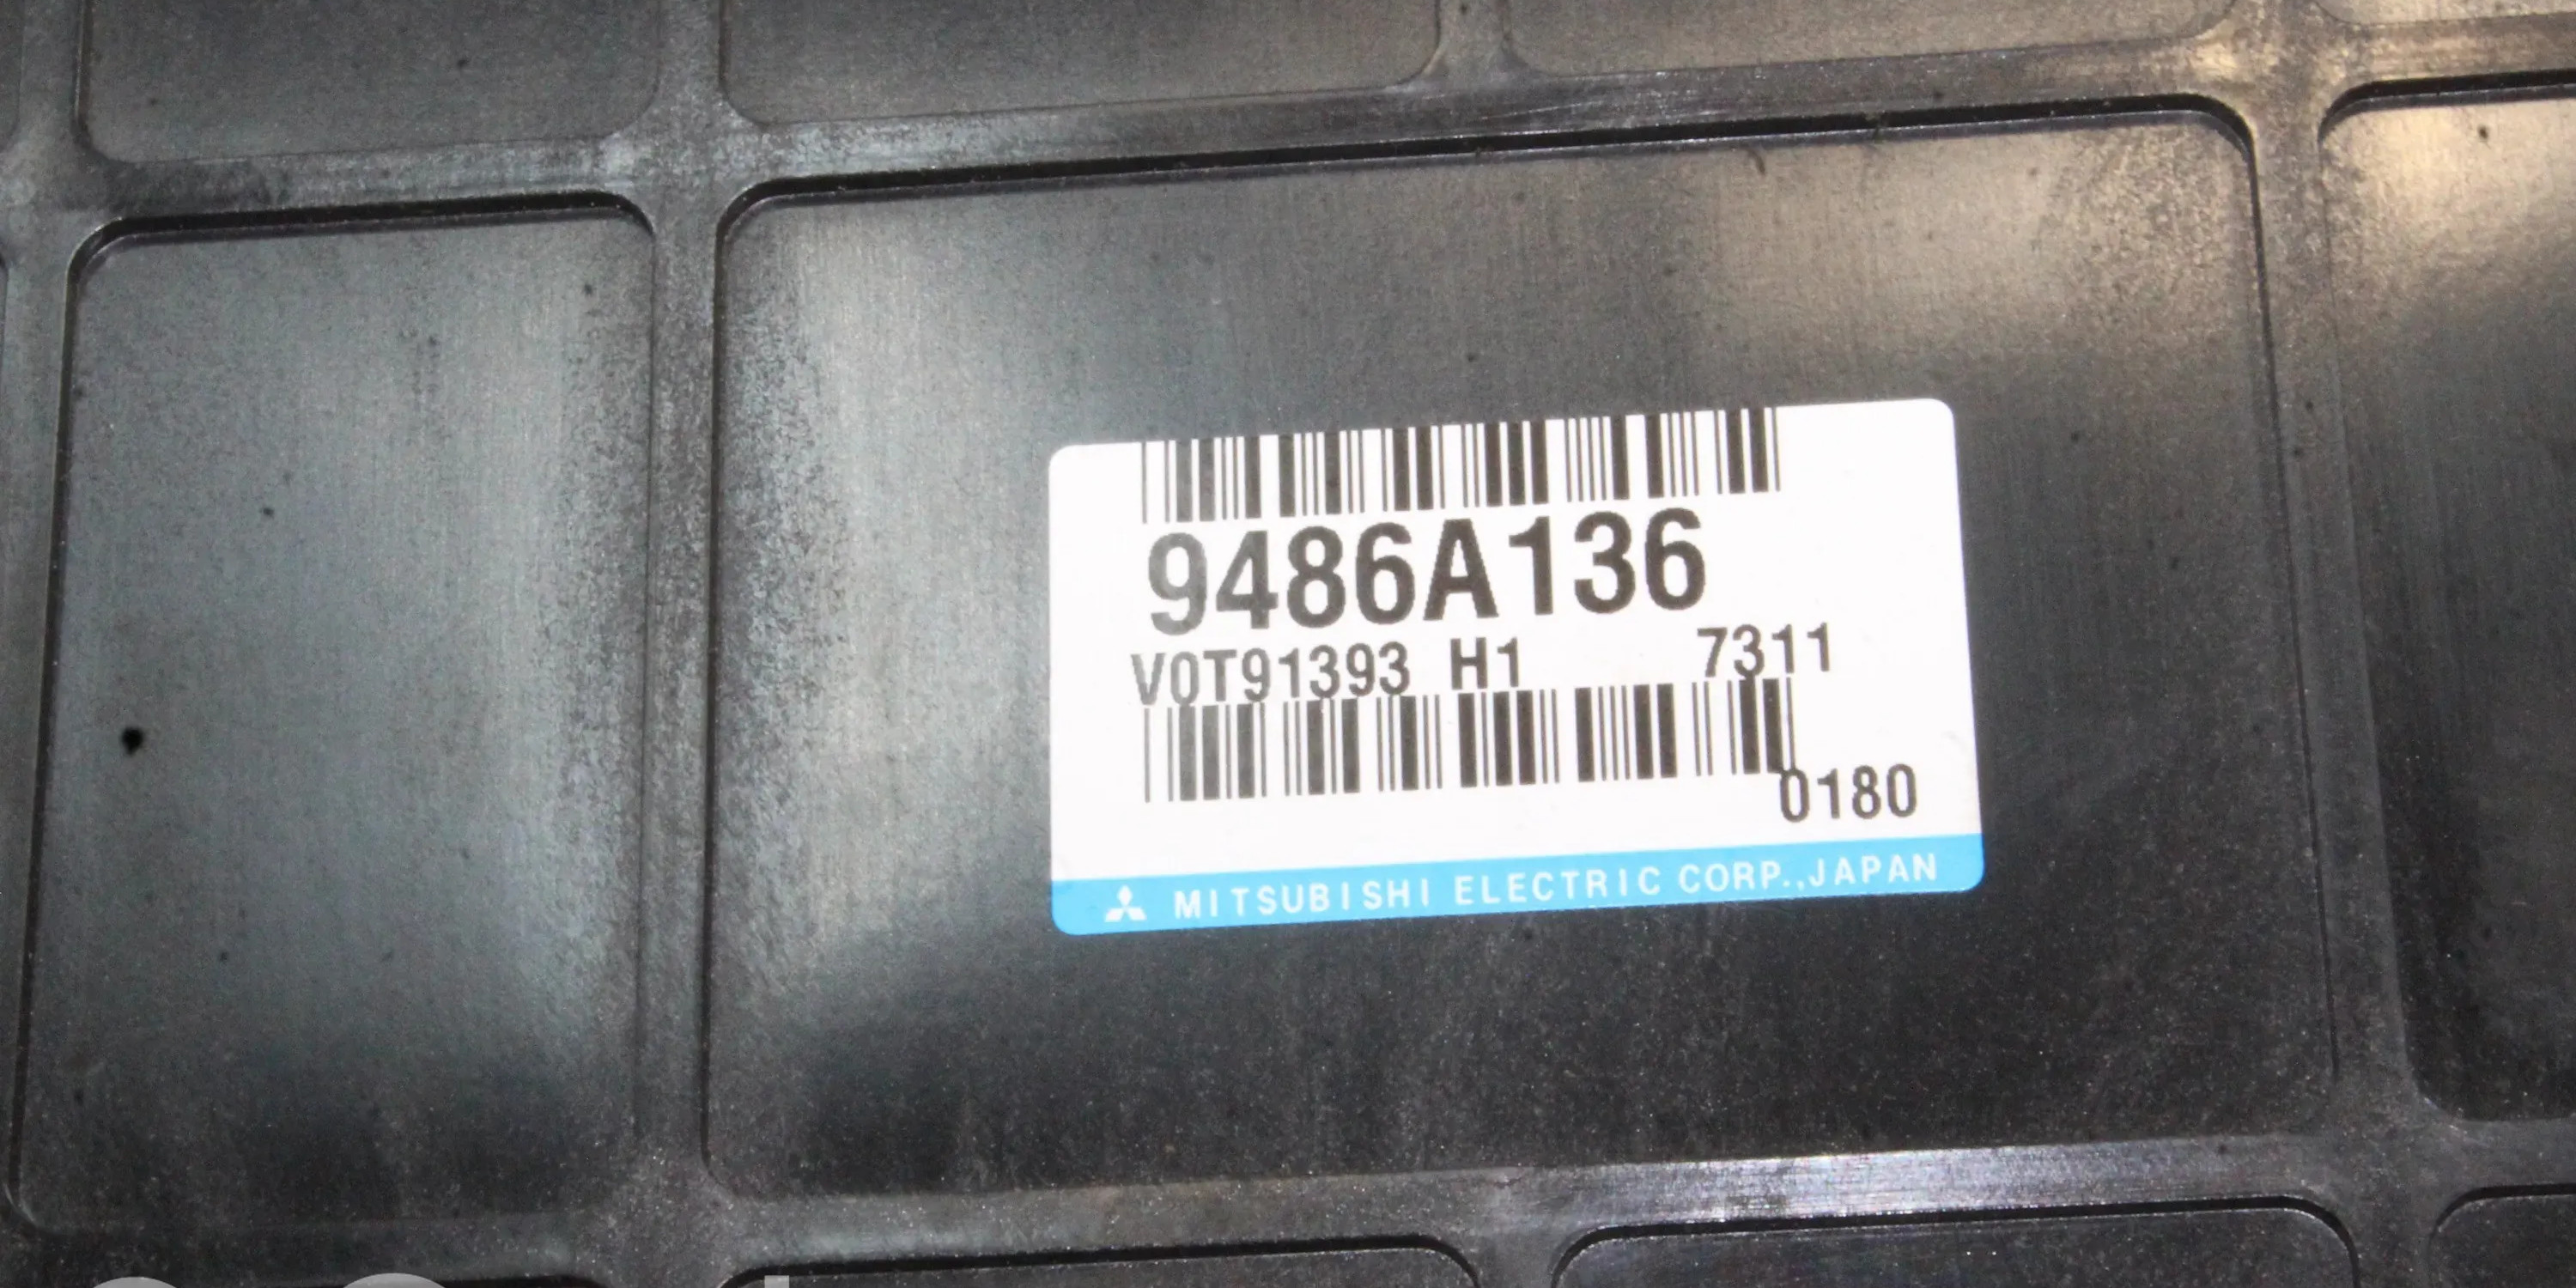 9486A136
V0T91393 H1 7311
0180
MITSUBISHI ELECTRIC CORP.,JAPAN